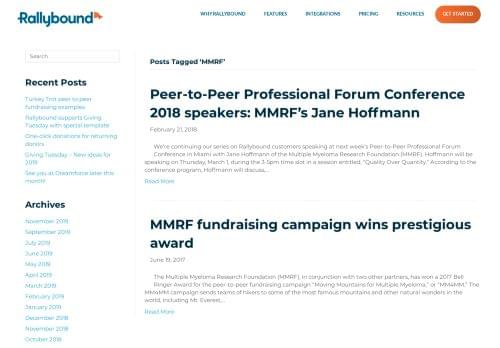 Rallybound
WHY RALLYBOUND
FEATURES
INTEGRATIONS
PRICING
RESOURCES
GET STARTED
Search
Recent Posts
Turkey Trot peer to peer
fundraising examples
Rallybound supports Giving
Tuesday with special template
One-click donations for returning
donors
Giving Tuesday – New ideas for
2019
See you at Dreamforce later this
month!
Archives
November 2019
September 2019
July 2019
June 2019
May 2019
April 2019
March 2019
February 2019
January 2019
December 2018
November 2018
October 2018
Posts Tagged ‘MMRF’
Peer-to-Peer Professional Forum Conference
2018 speakers: MMRF’s Jane Hoffmann
February 21, 2018
We’re continuing our series on Rallybound customers speaking at next week’s Peer-to-Peer Professional Forum
Conference in Miami with Jane Hoffmann of the Multiple Myeloma Research Foundation (MMRF). Hoffmann will be
speaking on Thursday, March 1, during the 3-5pm time slot in a session entitled: “Quality Over Quantity.” According to the
conference program, Hoffmann will discuss,...
Read More
MMRF fundraising campaign wins prestigious
award
June 19, 2017
The Multiple Myeloma Research Foundation (MMRF), in conjunction with two other partners, has won a 2017 Bell
Ringer Award for the peer-to-peer fundraising campaign “Moving Mountains for Multiple Myeloma,” or “MM4MM.” The
MM4MM campaign sends teams of hikers to some of the most famous mountains and other natural wonders in the
world, including Mt. Everest,...
Read More